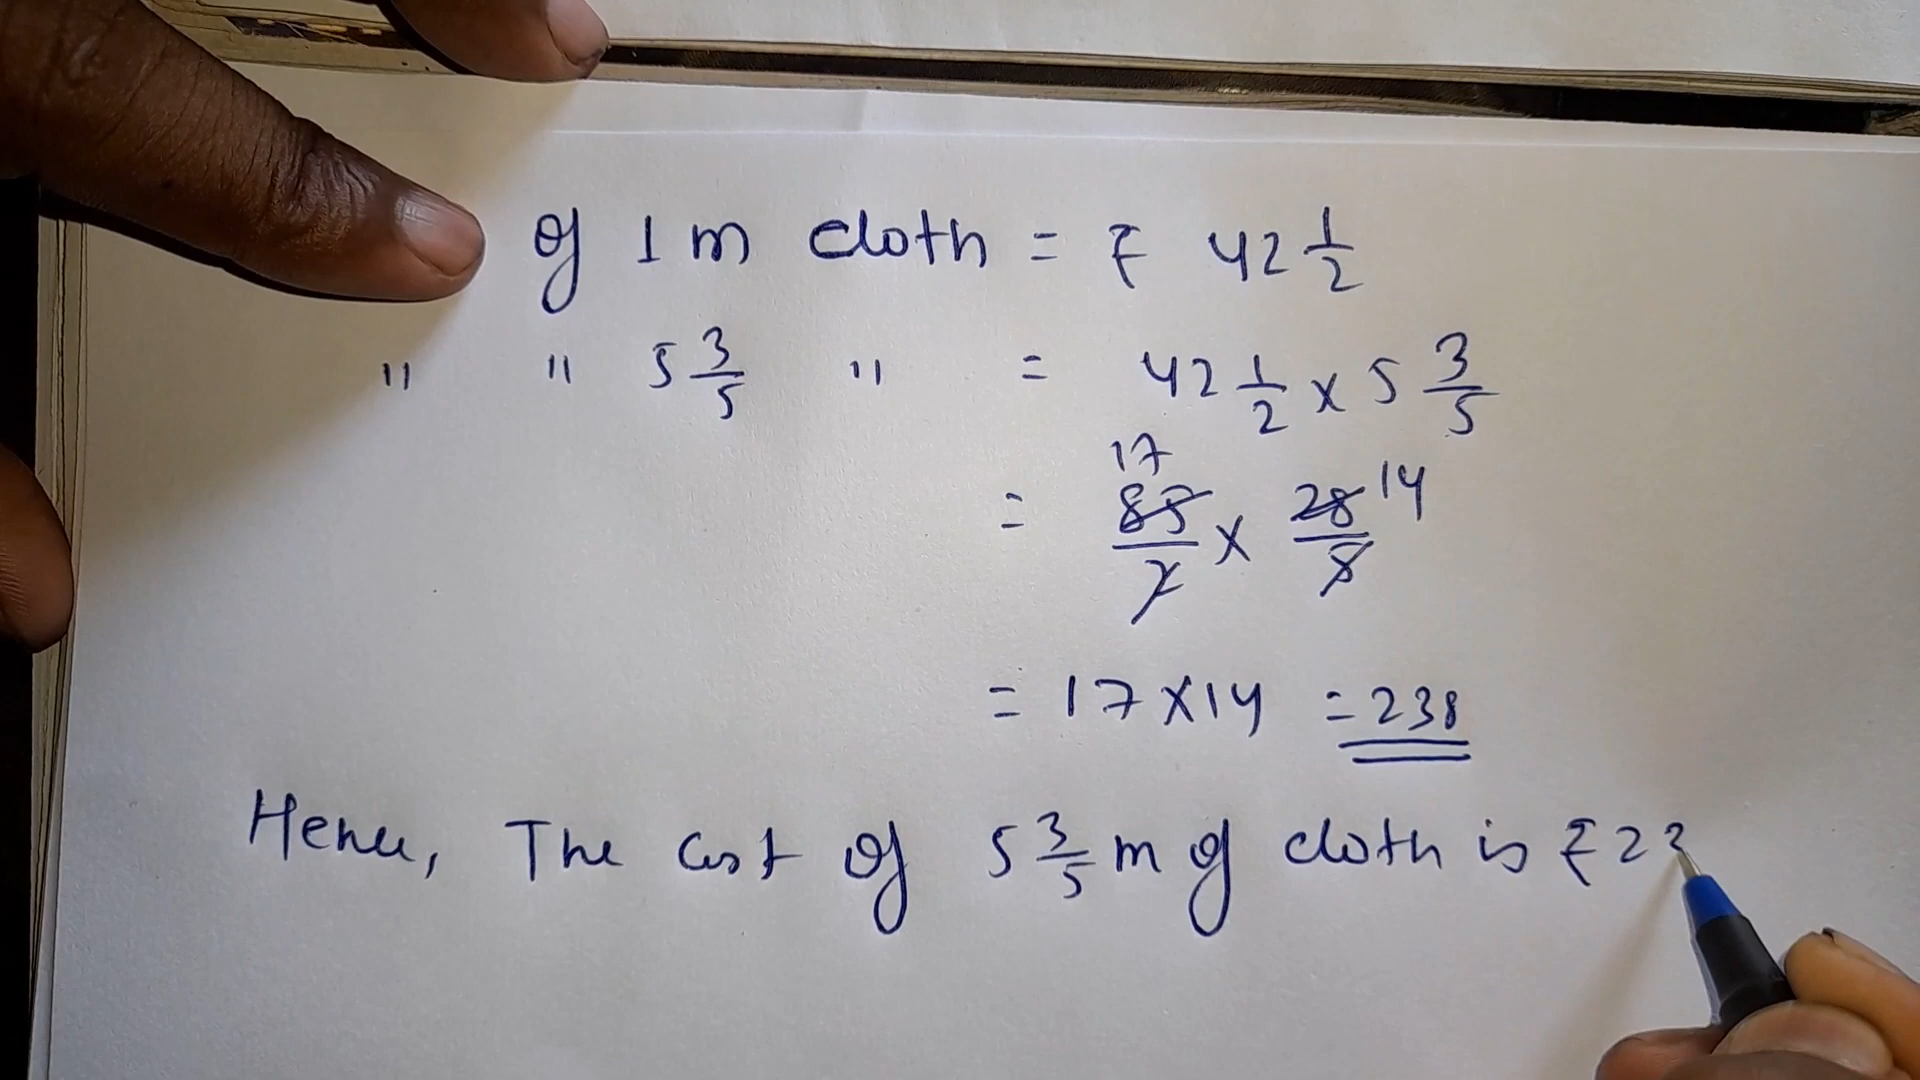 of 1 m cloth = ₹ 42 1/2
" " 5 3/5 " = 42 1/2 x 5 3/5
17
= 85/2 x 28/5 14
= 17 x 14 = 238
Hence, The cost of 5 3/5 m of cloth is ₹ 23